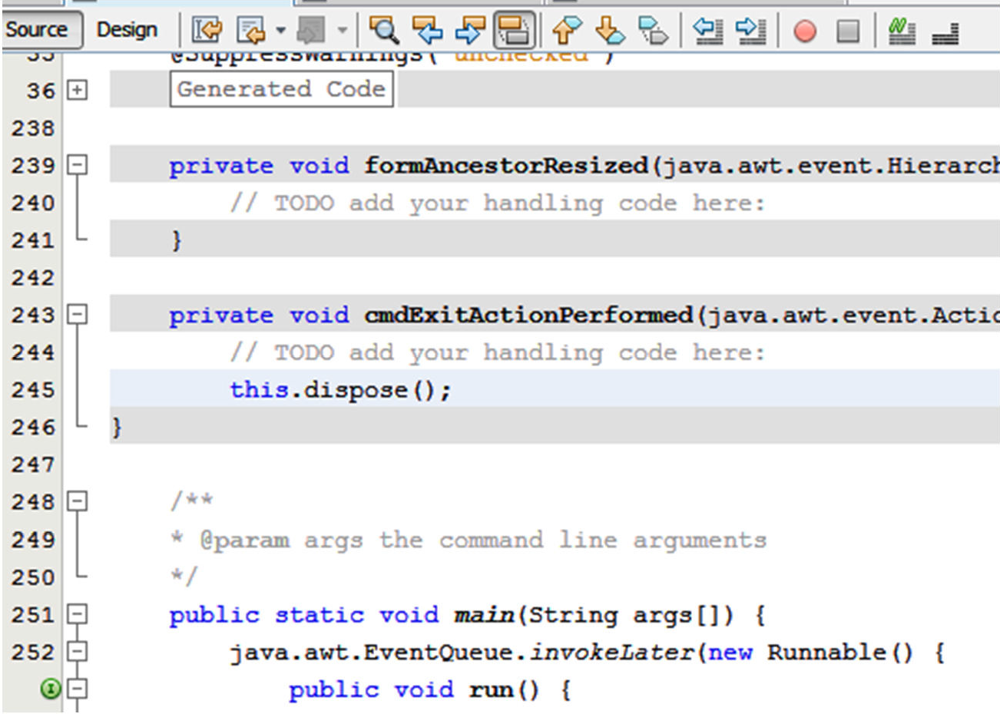 Source Design
35 @SuppressWarnings("unchecked")
36 Generated Code
238
239 private void formAncestorResized(java.awt.event.Hierarch
240 // TODO add your handling code here:
241 }
242
243 private void cmdExitActionPerformed(java.awt.event.Actio
244 // TODO add your handling code here:
245 this.dispose();
246 }
247
248 /**
249 * @param args the command line arguments
250 */
251 public static void main(String args[]) {
252 java.awt.EventQueue.invokeLater(new Runnable() {
public void run() {